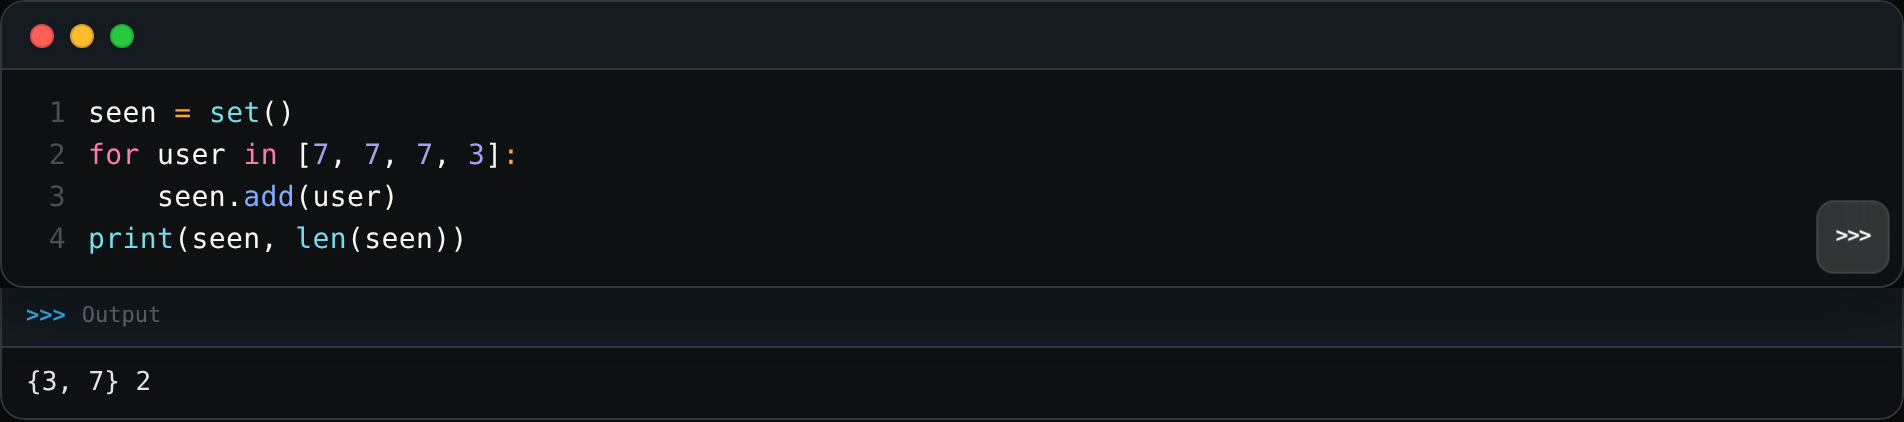 1 seen = set()
2 for user in [7, 7, 7, 3]:
3     seen.add(user)
4 print(seen, len(seen))
>>>
>>> Output
{3, 7} 2